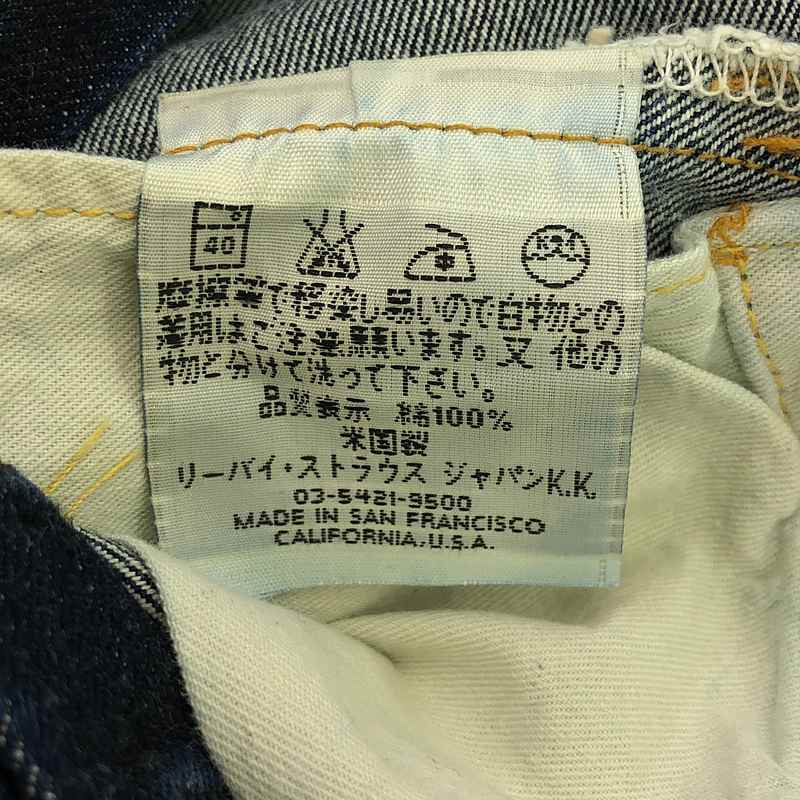 40
摩擦等で移染し易いので白物との
着用はご注意願います。又 他の
物と分けて洗って下さい。
品質表示 綿100%
米国製
リーバイ・ストラウス ジャパンK.K.
03-5421-9500
MADE IN SAN FRANCISCO
CALIFORNIA,U.S.A.